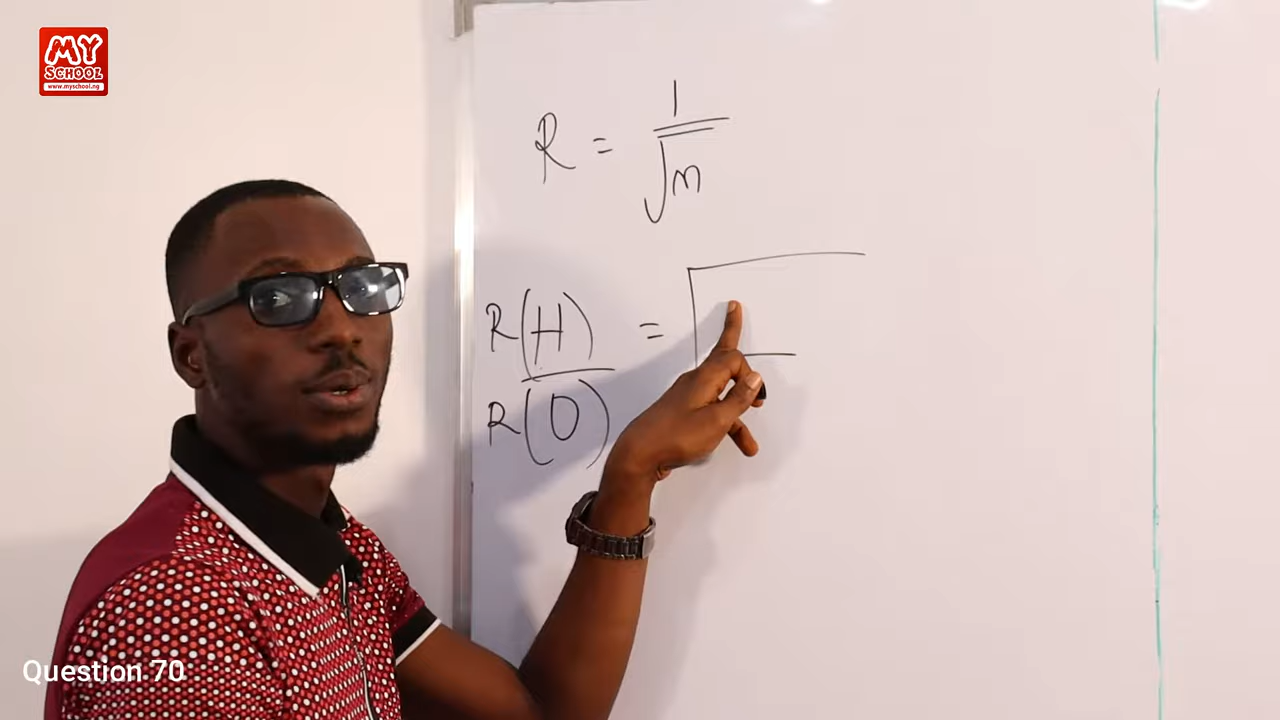 MY
SCHOOL
www.myschool.ng
R = 1/√m
R(H)/R(O) = √
Question 70